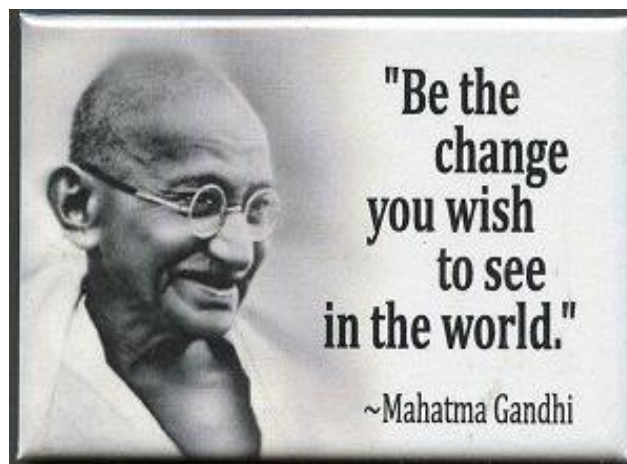 "Be the
change
you wish
to see
in the world."
~Mahatma Gandhi